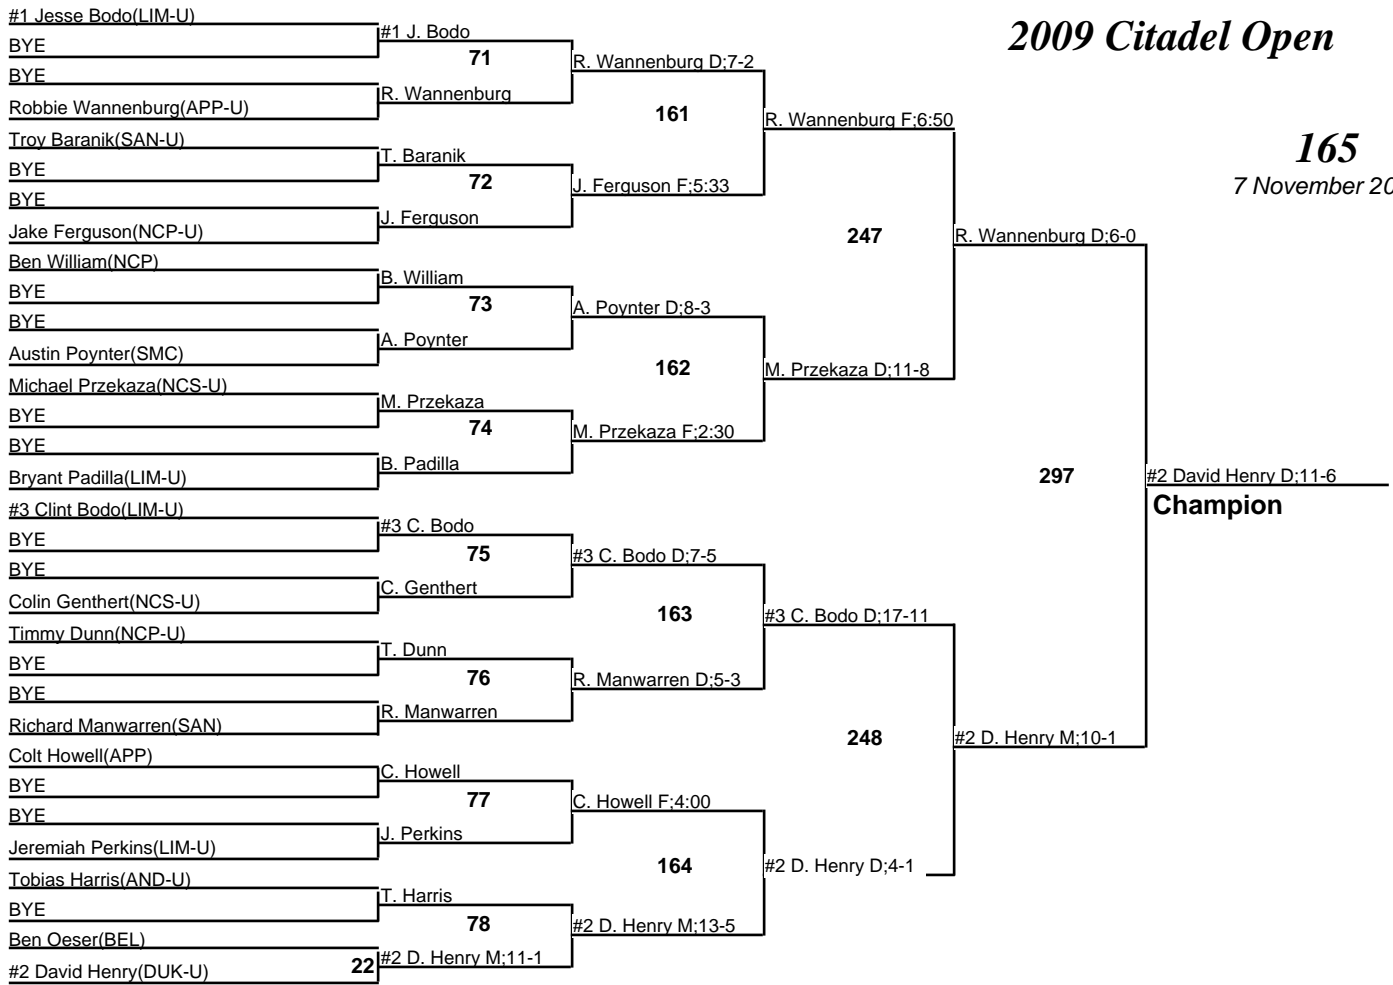 2009 Citadel Open
165
7 November 20
#1 Jesse Bodo(LIM-U)
BYE
BYE
Robbie Wannenburg(APP-U)
Troy Baranik(SAN-U)
BYE
BYE
Jake Ferguson(NCP-U)
Ben William(NCP)
BYE
BYE
Austin Poynter(SMC)
Michael Przekaza(NCS-U)
BYE
BYE
Bryant Padilla(LIM-U)
#3 Clint Bodo(LIM-U)
BYE
BYE
Colin Genthert(NCS-U)
Timmy Dunn(NCP-U)
BYE
BYE
Richard Manwarren(SAN)
Colt Howell(APP)
BYE
BYE
Jeremiah Perkins(LIM-U)
Tobias Harris(AND-U)
BYE
Ben Oeser(BEL)
#2 David Henry(DUK-U)
22
#1 J. Bodo
71
R. Wannenburg
T. Baranik
72
J. Ferguson
B. William
73
A. Poynter
M. Przekaza
74
B. Padilla
#3 C. Bodo
75
C. Genthert
T. Dunn
76
R. Manwarren
C. Howell
77
J. Perkins
T. Harris
78
#2 D. Henry M;11-1
R. Wannenburg D;7-2
161
J. Ferguson F;5:33
A. Poynter D;8-3
162
M. Przekaza F;2:30
#3 C. Bodo D;7-5
163
R. Manwarren D;5-3
C. Howell F;4:00
164
#2 D. Henry M;13-5
R. Wannenburg F;6:50
247
M. Przekaza D;11-8
#3 C. Bodo D;17-11
248
#2 D. Henry D;4-1
R. Wannenburg D;6-0
297
#2 D. Henry M;10-1
#2 David Henry D;11-6
Champion